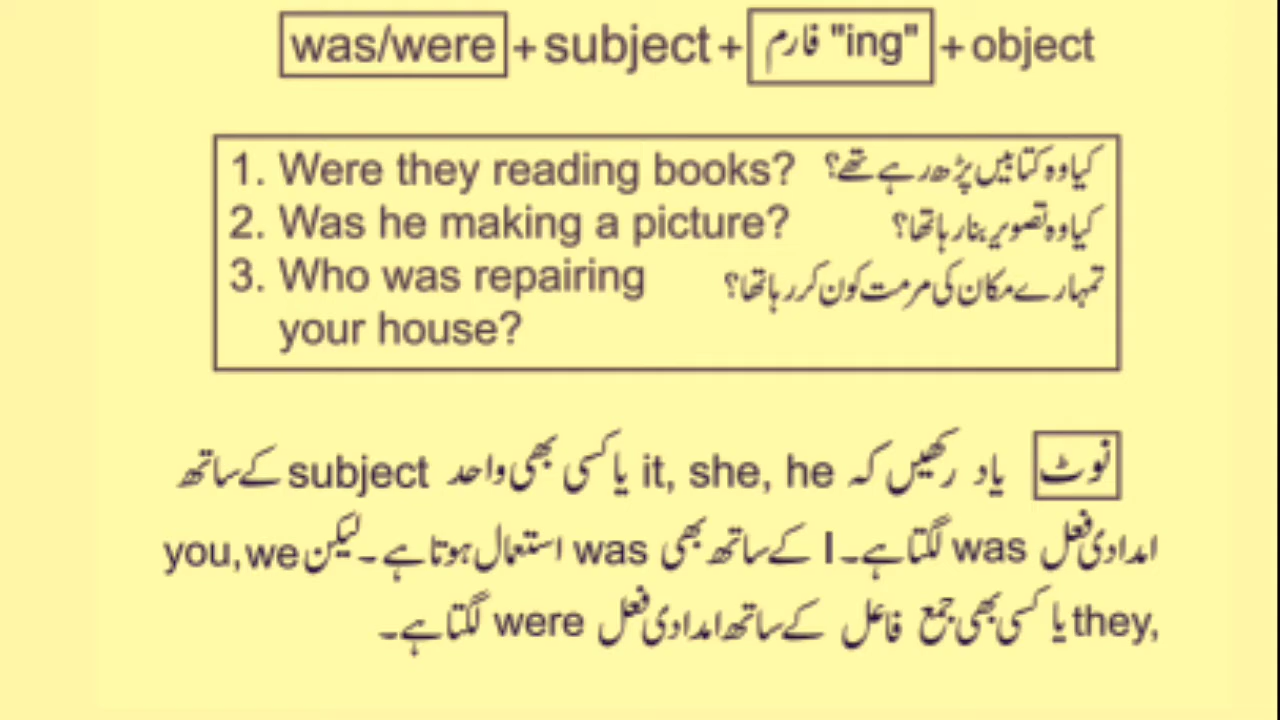 was/were + subject + "ing" فارم + object
1. Were they reading books? کیا وہ کتابیں پڑھ رہے تھے؟
2. Was he making a picture? کیا وہ تصویر بنا رہا تھا؟
3. Who was repairing تمہارے مکان کی مرمت کون کر رہا تھا؟
your house?
نوٹ یاد رکھیں کہ it, she, he یا کسی بھی واحد subject کے ساتھ
امدادی فعل was لگتا ہے۔ I کے ساتھ بھی was استعمال ہوتا ہے۔ لیکن you,we
they, یا کسی بھی جمع فاعل کے ساتھ امدادی فعل were لگتا ہے۔